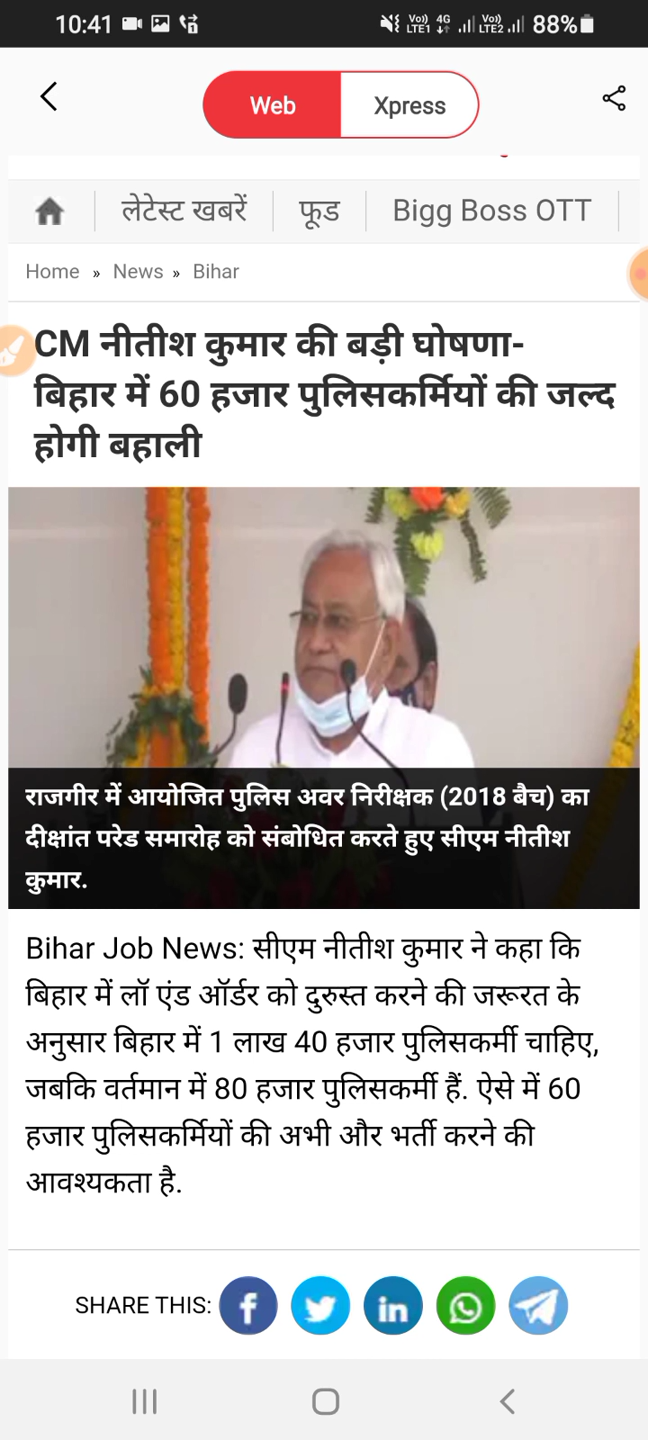 10:41
Vo)) 4G Vo))
LTE1 LTE2 88%
Web Xpress
लेटेस्ट खबरें फूड Bigg Boss OTT
Home » News » Bihar
CM नीतीश कुमार की बड़ी घोषणा-
बिहार में 60 हजार पुलिसकर्मियों की जल्द
होगी बहाली
राजगीर में आयोजित पुलिस अवर निरीक्षक (2018 बैच) का
दीक्षांत परेड समारोह को संबोधित करते हुए सीएम नीतीश
कुमार.
Bihar Job News: सीएम नीतीश कुमार ने कहा कि
बिहार में लॉ एंड ऑर्डर को दुरुस्त करने की जरूरत के
अनुसार बिहार में 1 लाख 40 हजार पुलिसकर्मी चाहिए,
जबकि वर्तमान में 80 हजार पुलिसकर्मी हैं. ऐसे में 60
हजार पुलिसकर्मियों की अभी और भर्ती करने की
आवश्यकता है.
SHARE THIS: